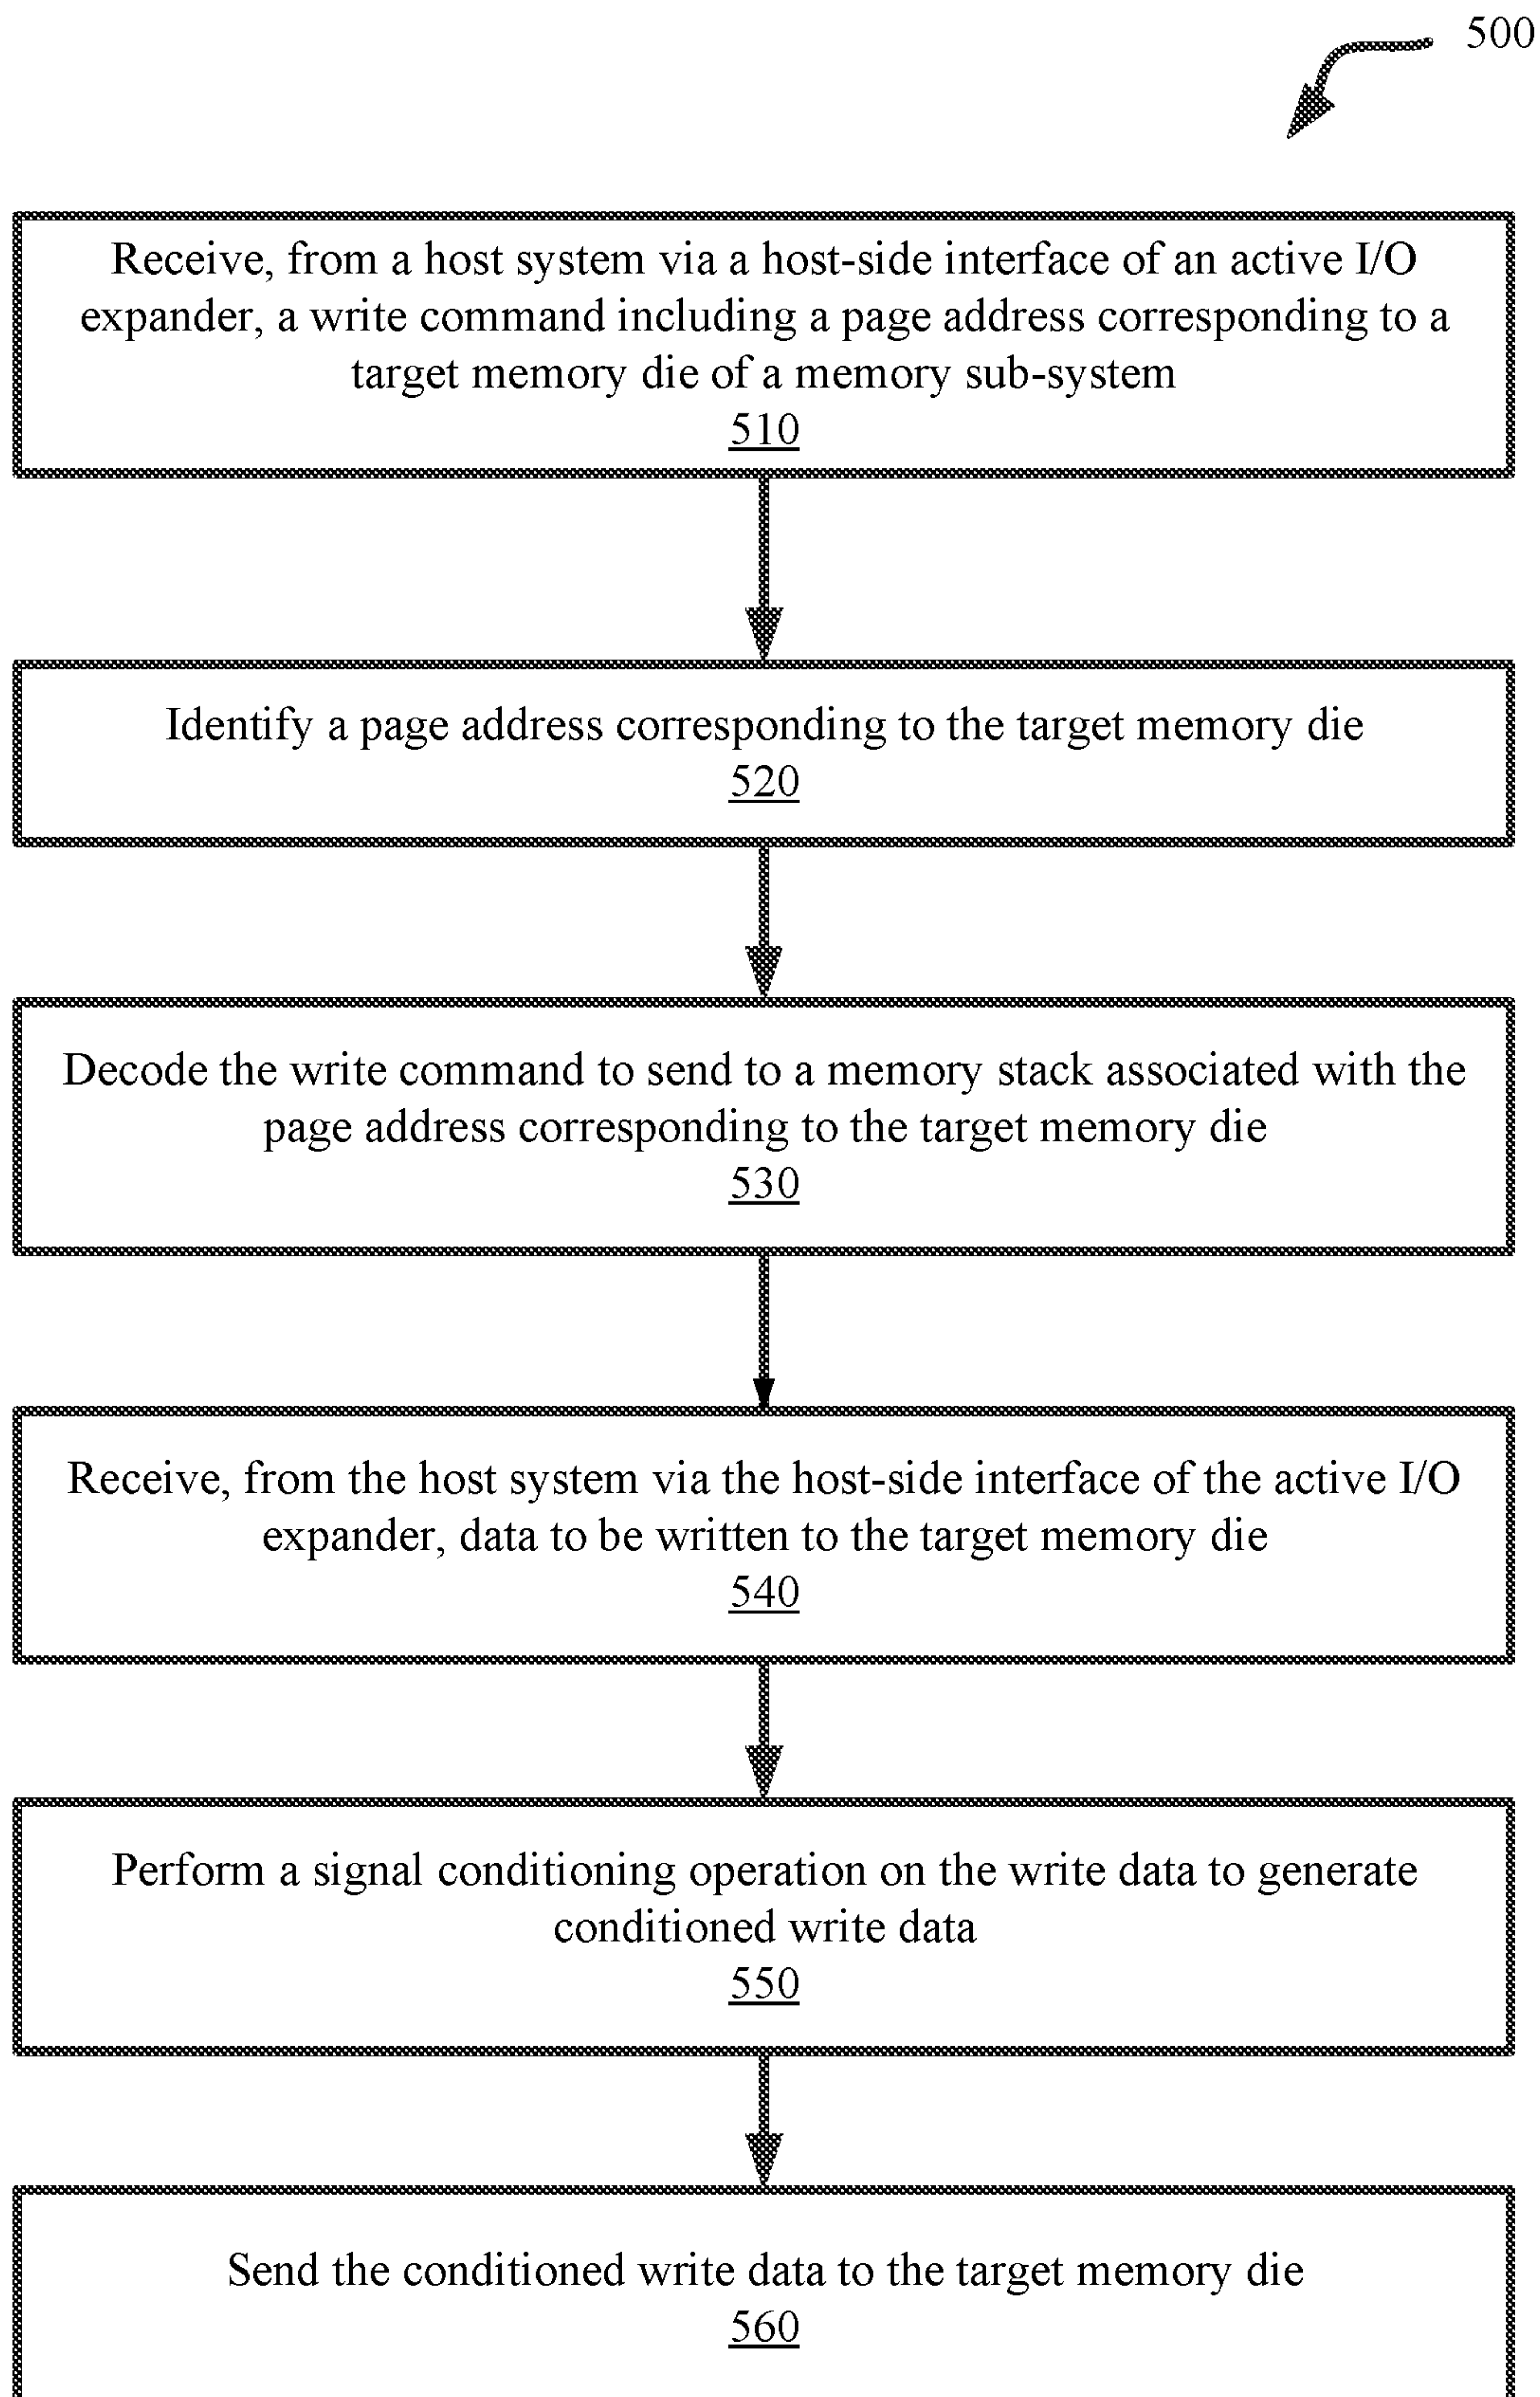 500
Receive, from a host system via a host-side interface of an active I/O
expander, a write command including a page address corresponding to a
target memory die of a memory sub-system
510
Identify a page address corresponding to the target memory die
520
Decode the write command to send to a memory stack associated with the
page address corresponding to the target memory die
530
Receive, from the host system via the host-side interface of the active I/O
expander, data to be written to the target memory die
540
Perform a signal conditioning operation on the write data to generate
conditioned write data
550
Send the conditioned write data to the target memory die
560